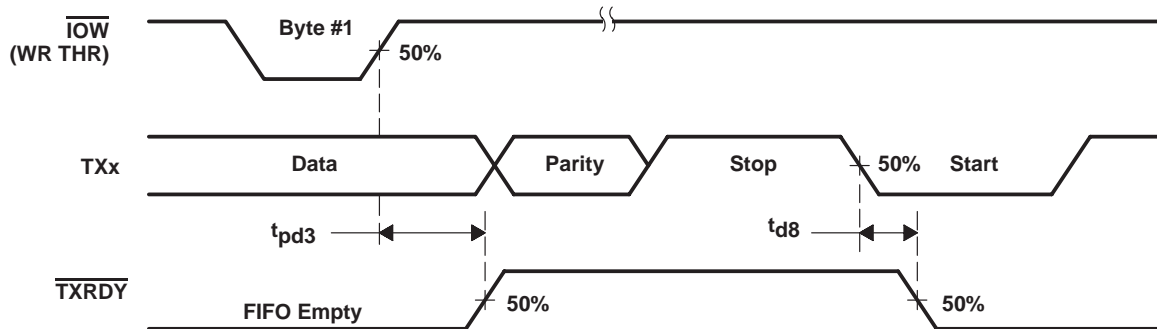 IOW
(WR THR)
Byte #1
50%
TXx
Data
Parity
Stop
50%
Start
tpd3
td8
TXRDY
FIFO Empty
50%
50%